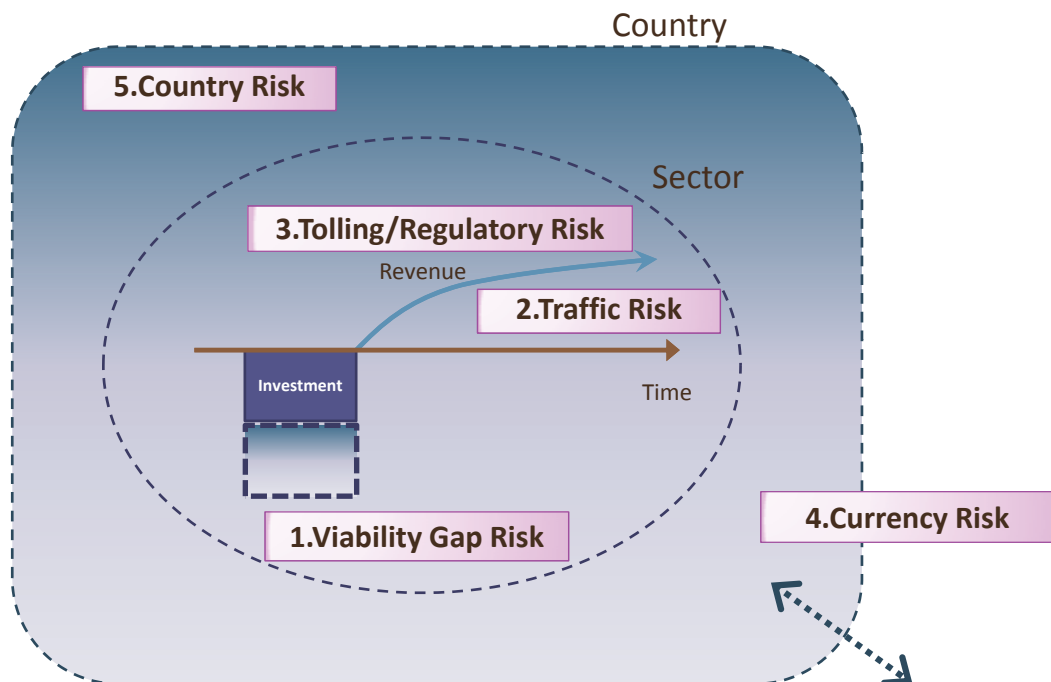 Country
5.Country Risk
Sector
3.Tolling/Regulatory Risk
Revenue
2.Traffic Risk
Investment
Time
4.Currency Risk
1.Viability Gap Risk